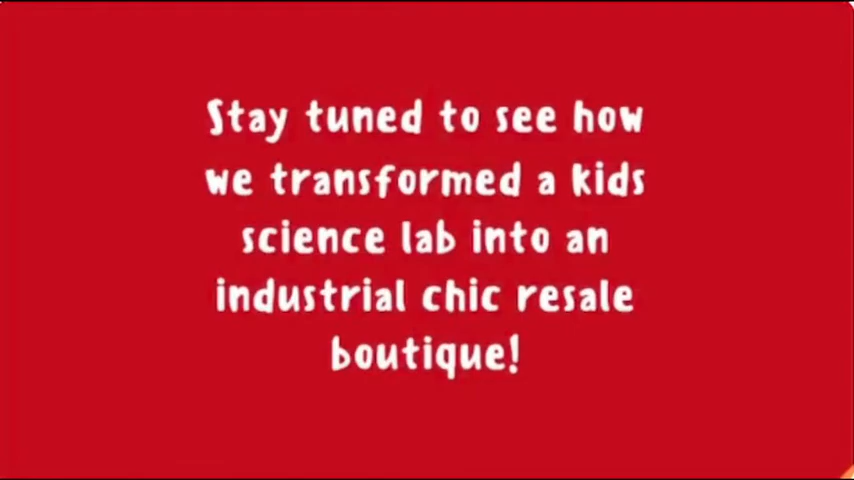 Stay tuned to see how
we transformed a kids
science lab into an
industrial chic resale
boutique!